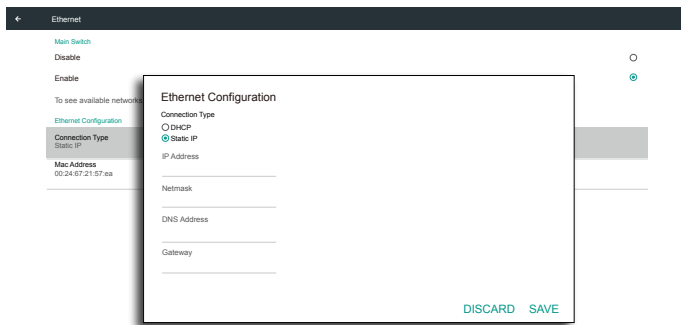 Ethernet
Main Switch
Disable
Enable
To see available networks
Ethernet Configuration
Connection Type
Static IP
Mac Address
00:24:67:21:57:ea
Ethernet Configuration
Connection Type
DHCP
Static IP
IP Address
Netmask
DNS Address
Gateway
DISCARD SAVE